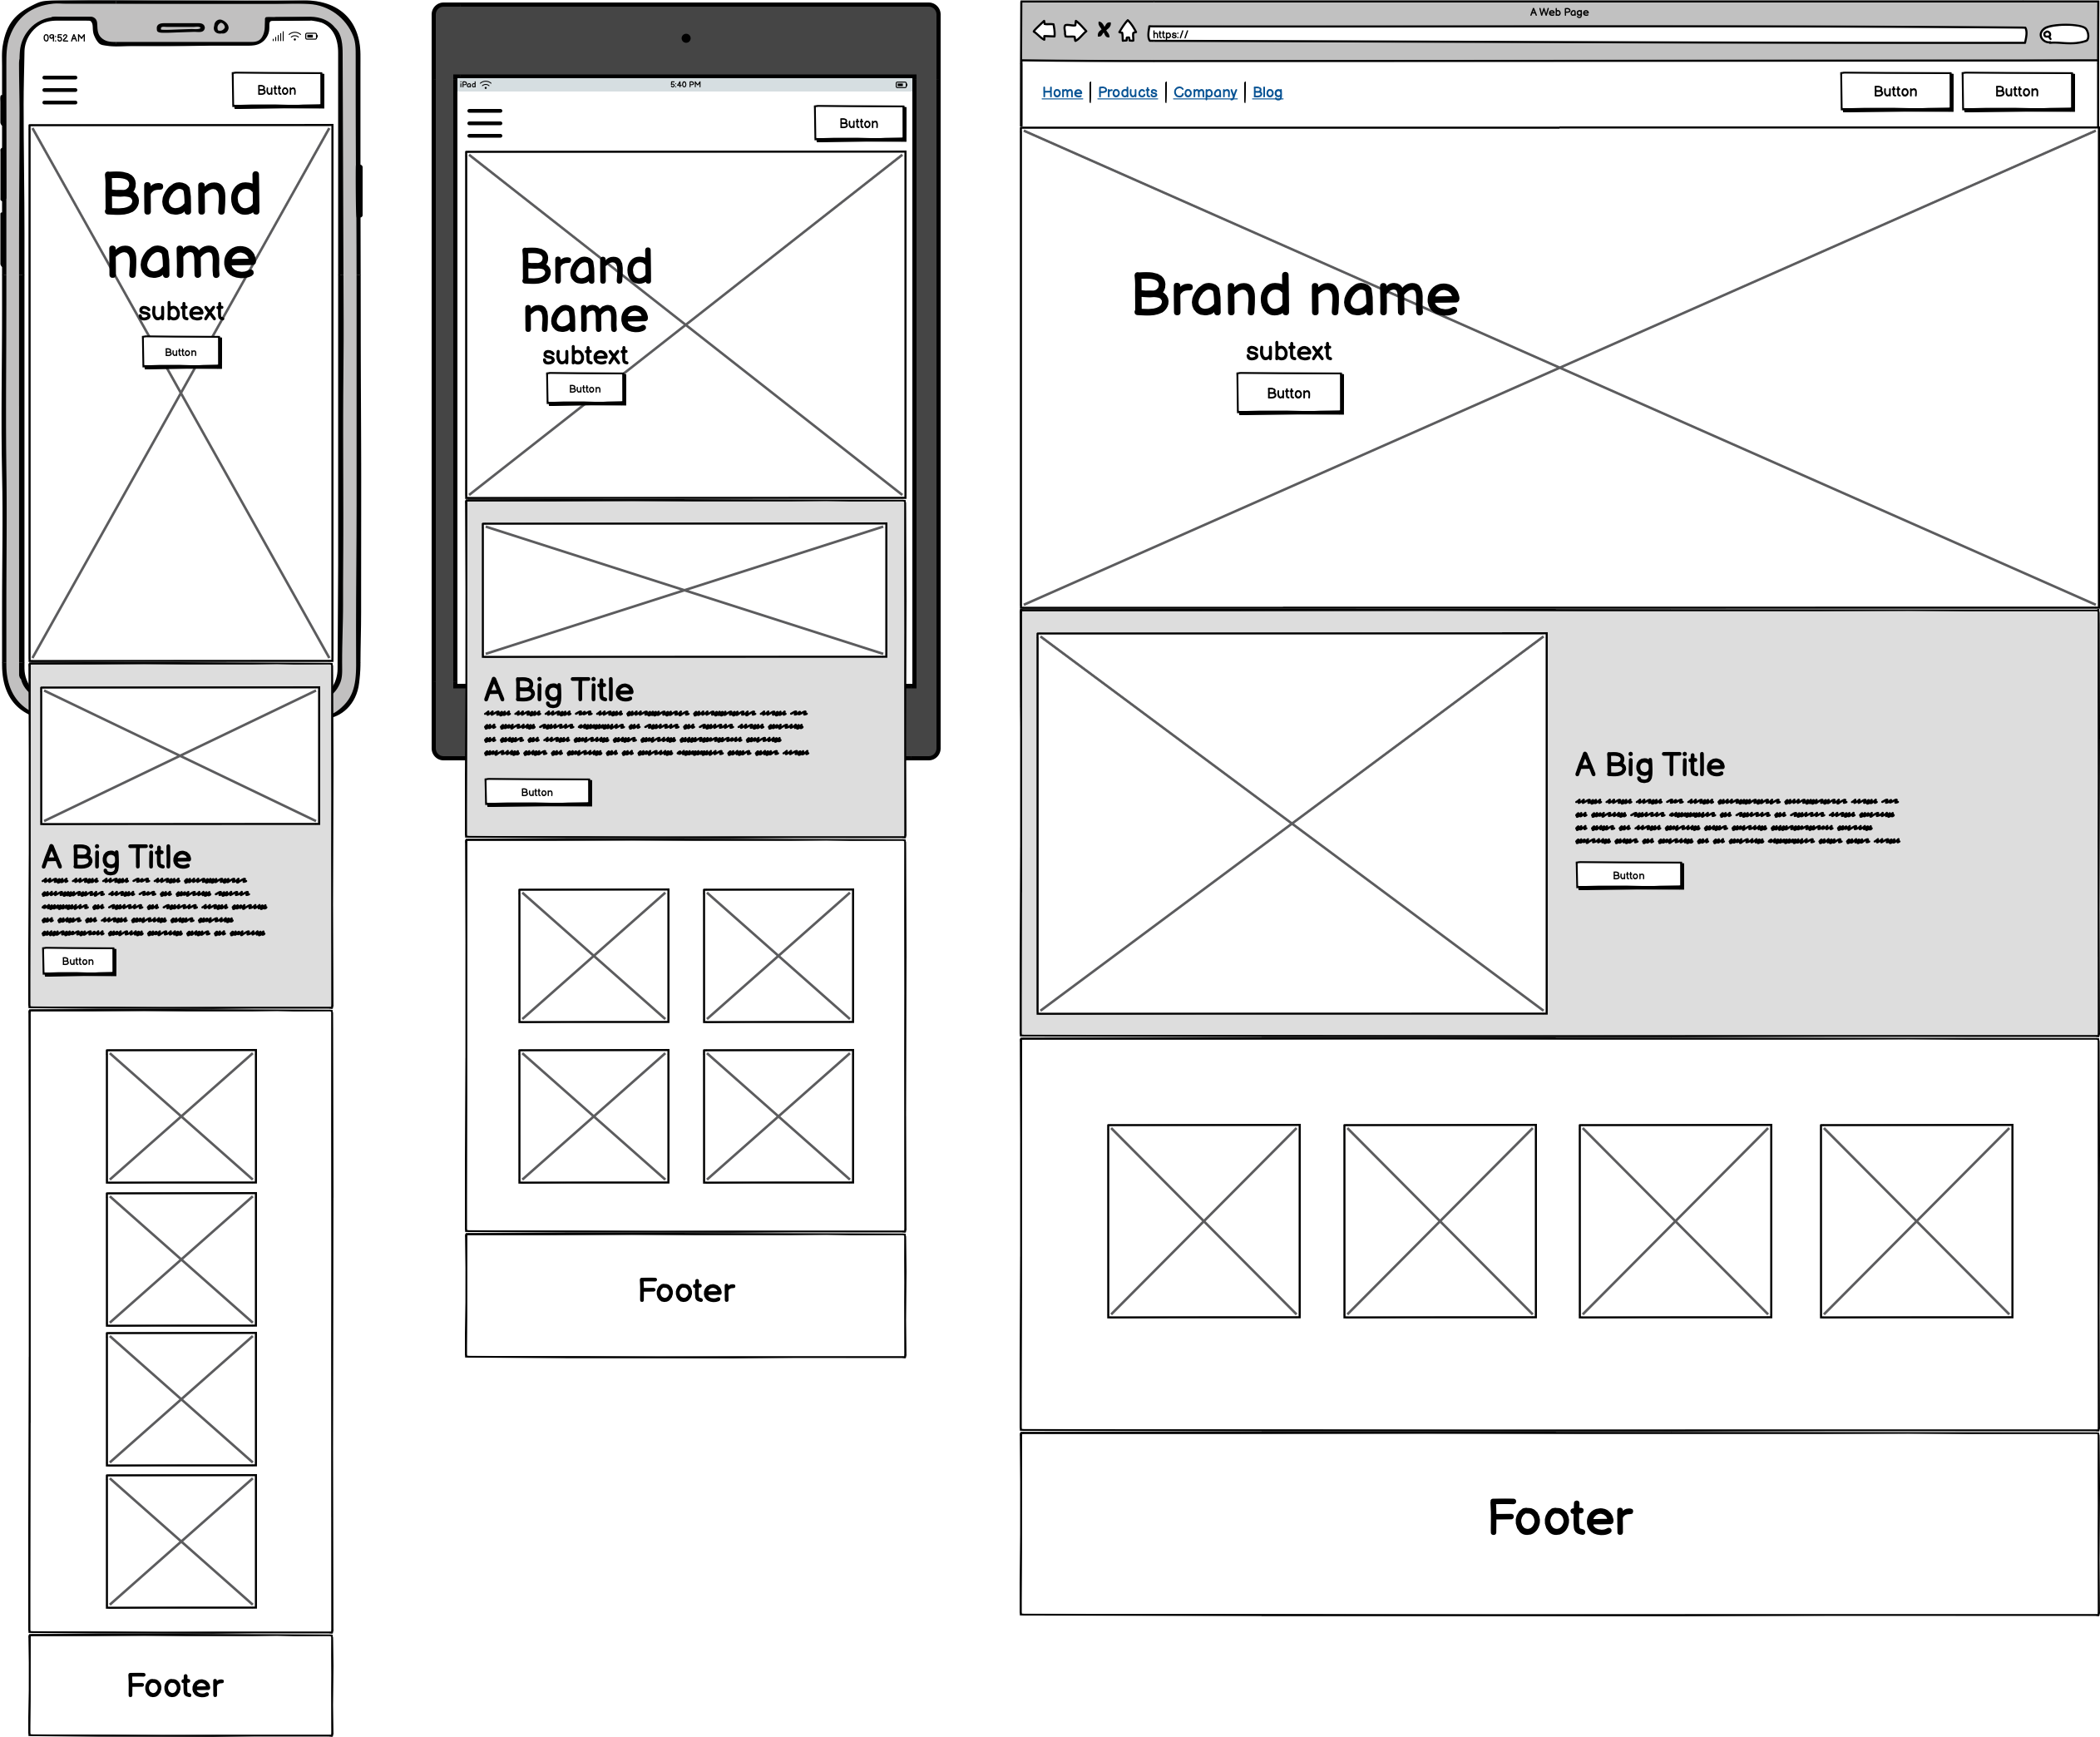 09:52 AM
Button
Brand
name
subtext
Button
A Big Title
Button
Footer
iPad
5:40 PM
Button
Brand
name
subtext
Button
A Big Title
Button
Footer
A Web Page
https://
Home Products Company Blog
Button Button
Brand name
subtext
Button
A Big Title
Button
Footer